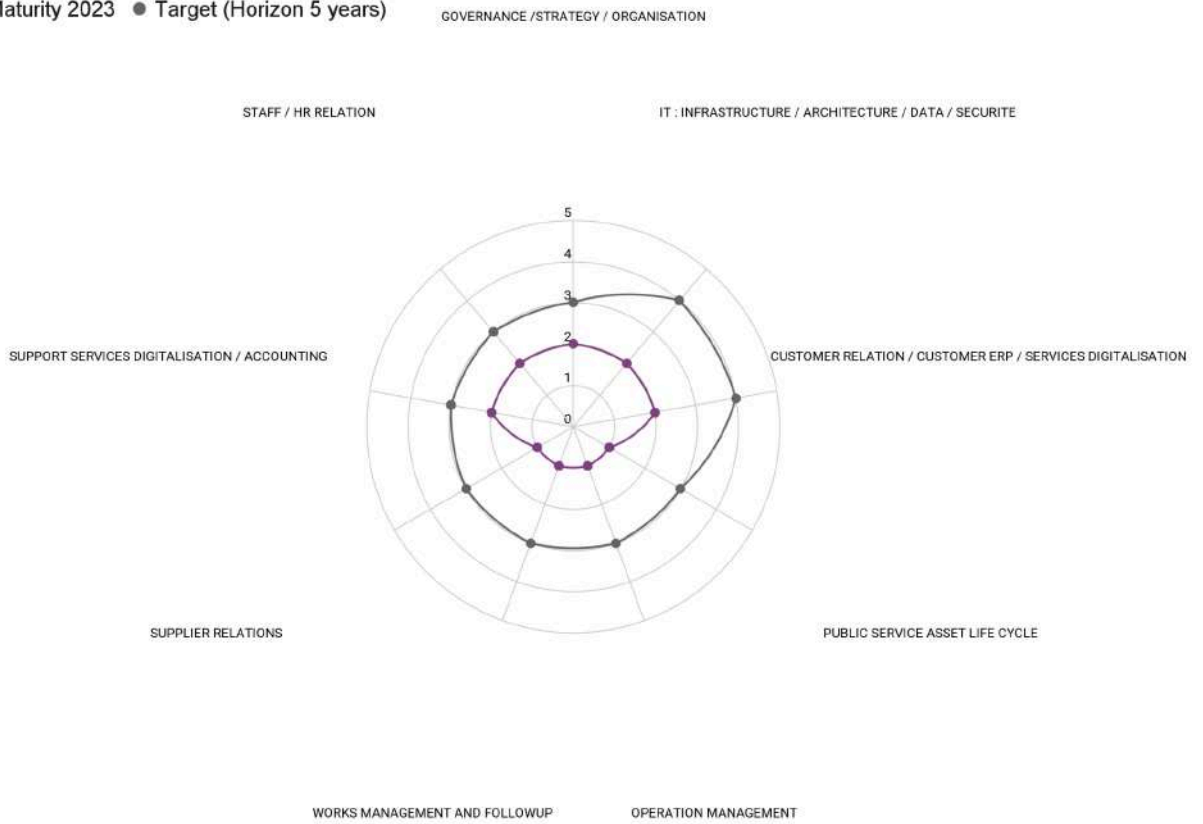 Maturity 2023 ● Target (Horizon 5 years)
GOVERNANCE /STRATEGY / ORGANISATION
STAFF / HR RELATION
IT : INFRASTRUCTURE / ARCHITECTURE / DATA / SECURITE
5
4
3
2
1
0
SUPPORT SERVICES DIGITALISATION / ACCOUNTING
CUSTOMER RELATION / CUSTOMER ERP / SERVICES DIGITALISATION
SUPPLIER RELATIONS
PUBLIC SERVICE ASSET LIFE CYCLE
WORKS MANAGEMENT AND FOLLOWUP
OPERATION MANAGEMENT